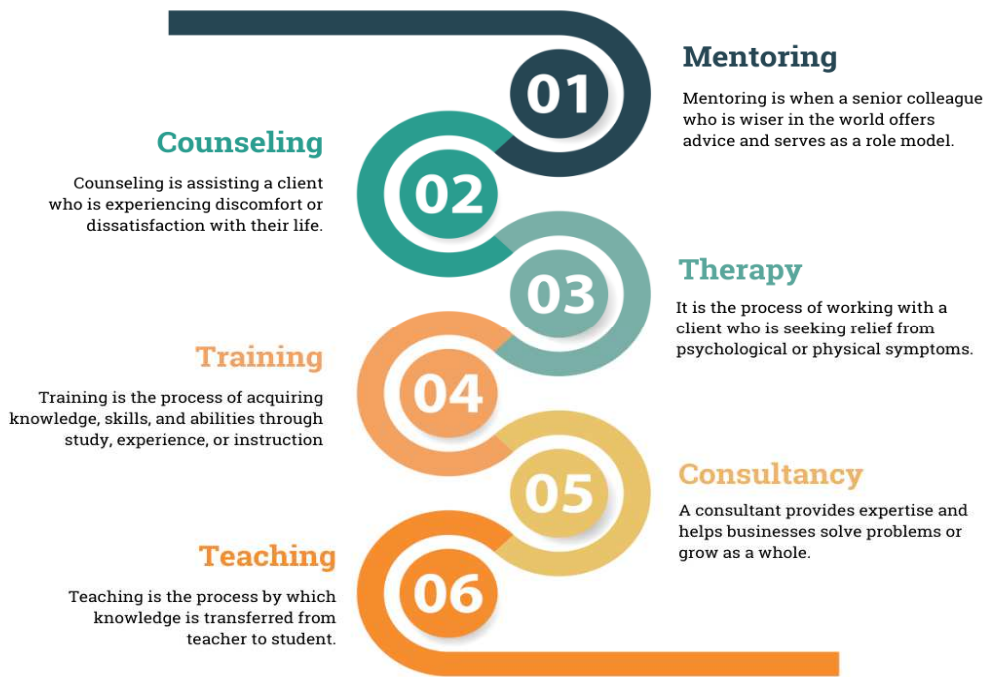 01
Mentoring
Mentoring is when a senior colleague
who is wiser in the world offers
advice and serves as a role model.
02
Counseling
Counseling is assisting a client
who is experiencing discomfort or
dissatisfaction with their life.
03
Therapy
It is the process of working with a
client who is seeking relief from
psychological or physical symptoms.
04
Training
Training is the process of acquiring
knowledge, skills, and abilities through
study, experience, or instruction
05
Consultancy
A consultant provides expertise and
helps businesses solve problems or
grow as a whole.
06
Teaching
Teaching is the process by which
knowledge is transferred from
teacher to student.